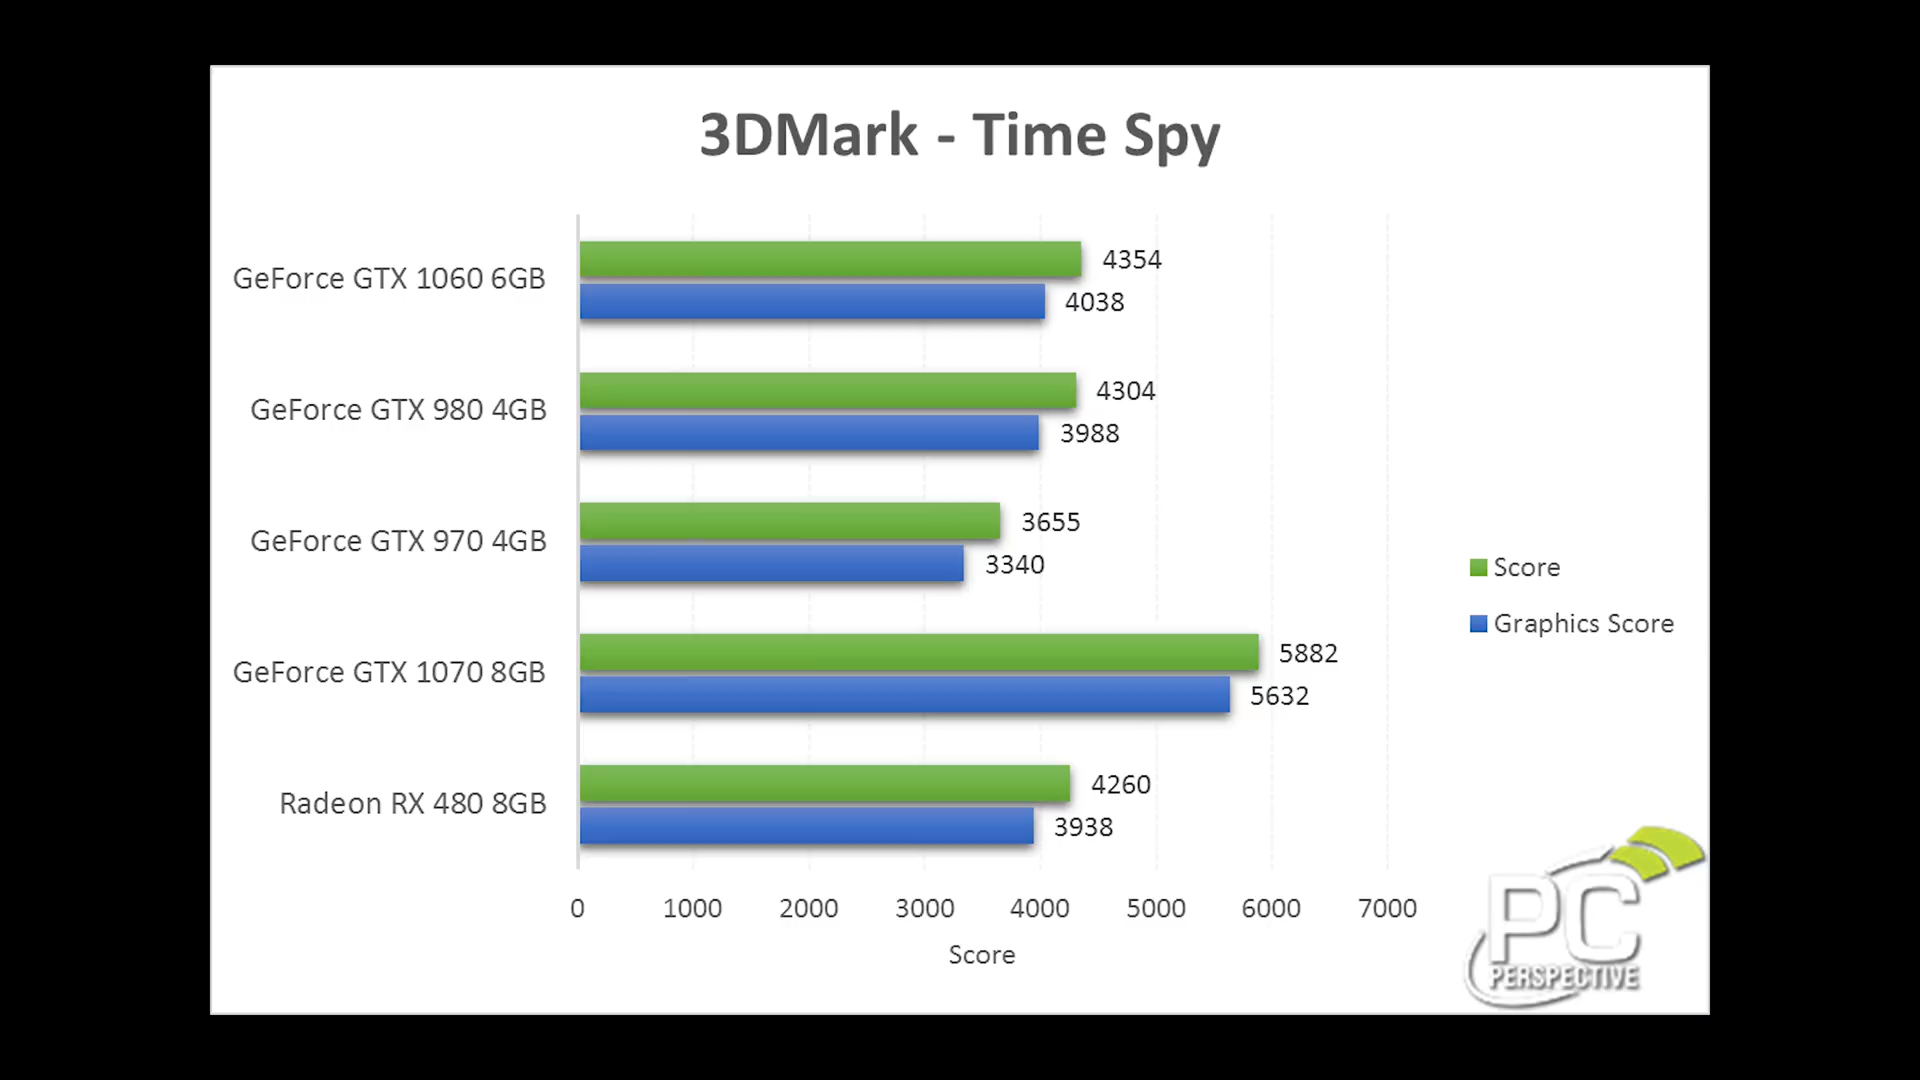 3DMark - Time Spy
GeForce GTX 1060 6GB
4354
4038
GeForce GTX 980 4GB
4304
3988
GeForce GTX 970 4GB
3655
3340
GeForce GTX 1070 8GB
5882
5632
Radeon RX 480 8GB
4260
3938
0 1000 2000 3000 4000 5000 6000 7000
Score
Score
Graphics Score
PC
PERSPECTIVE